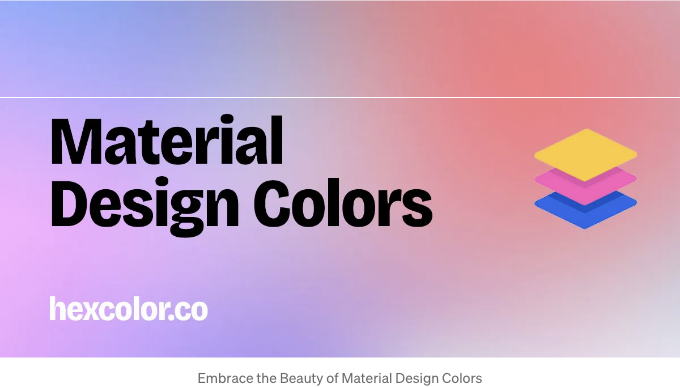 Material
Design Colors
hexcolor.co
Embrace the Beauty of Material Design Colors